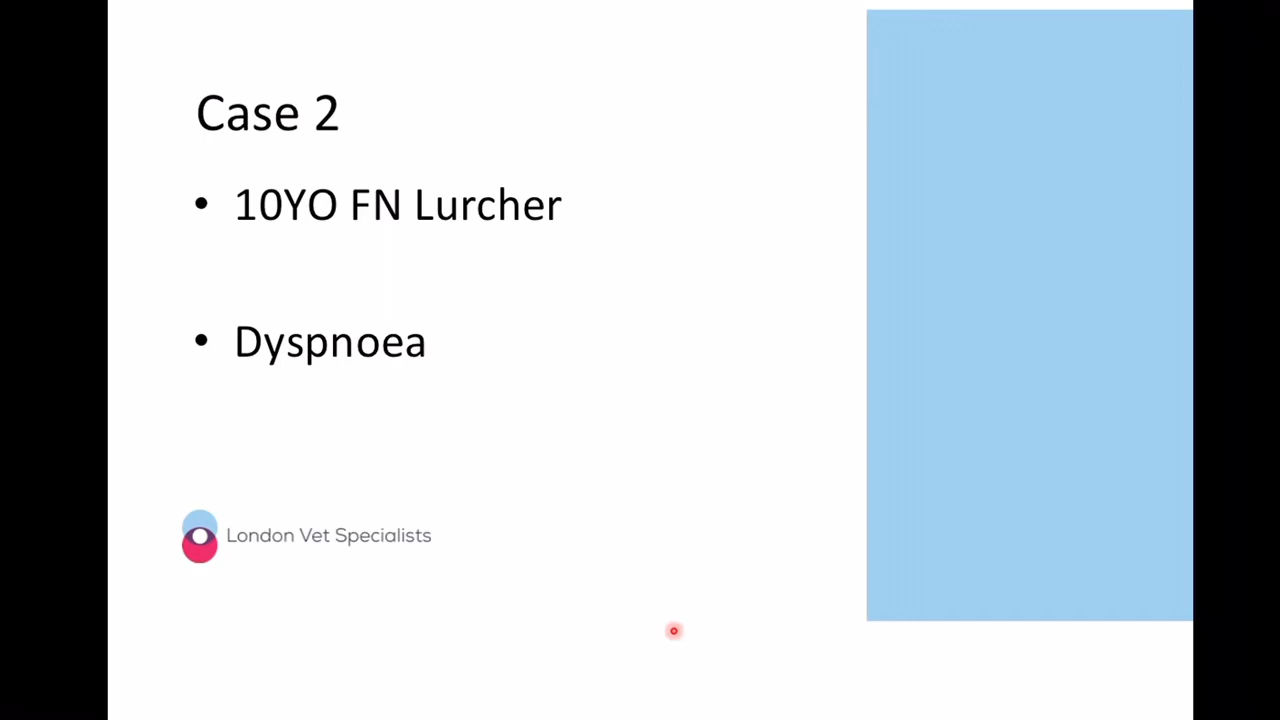 Case 2
• 10YO FN Lurcher
• Dyspnoea
London Vet Specialists